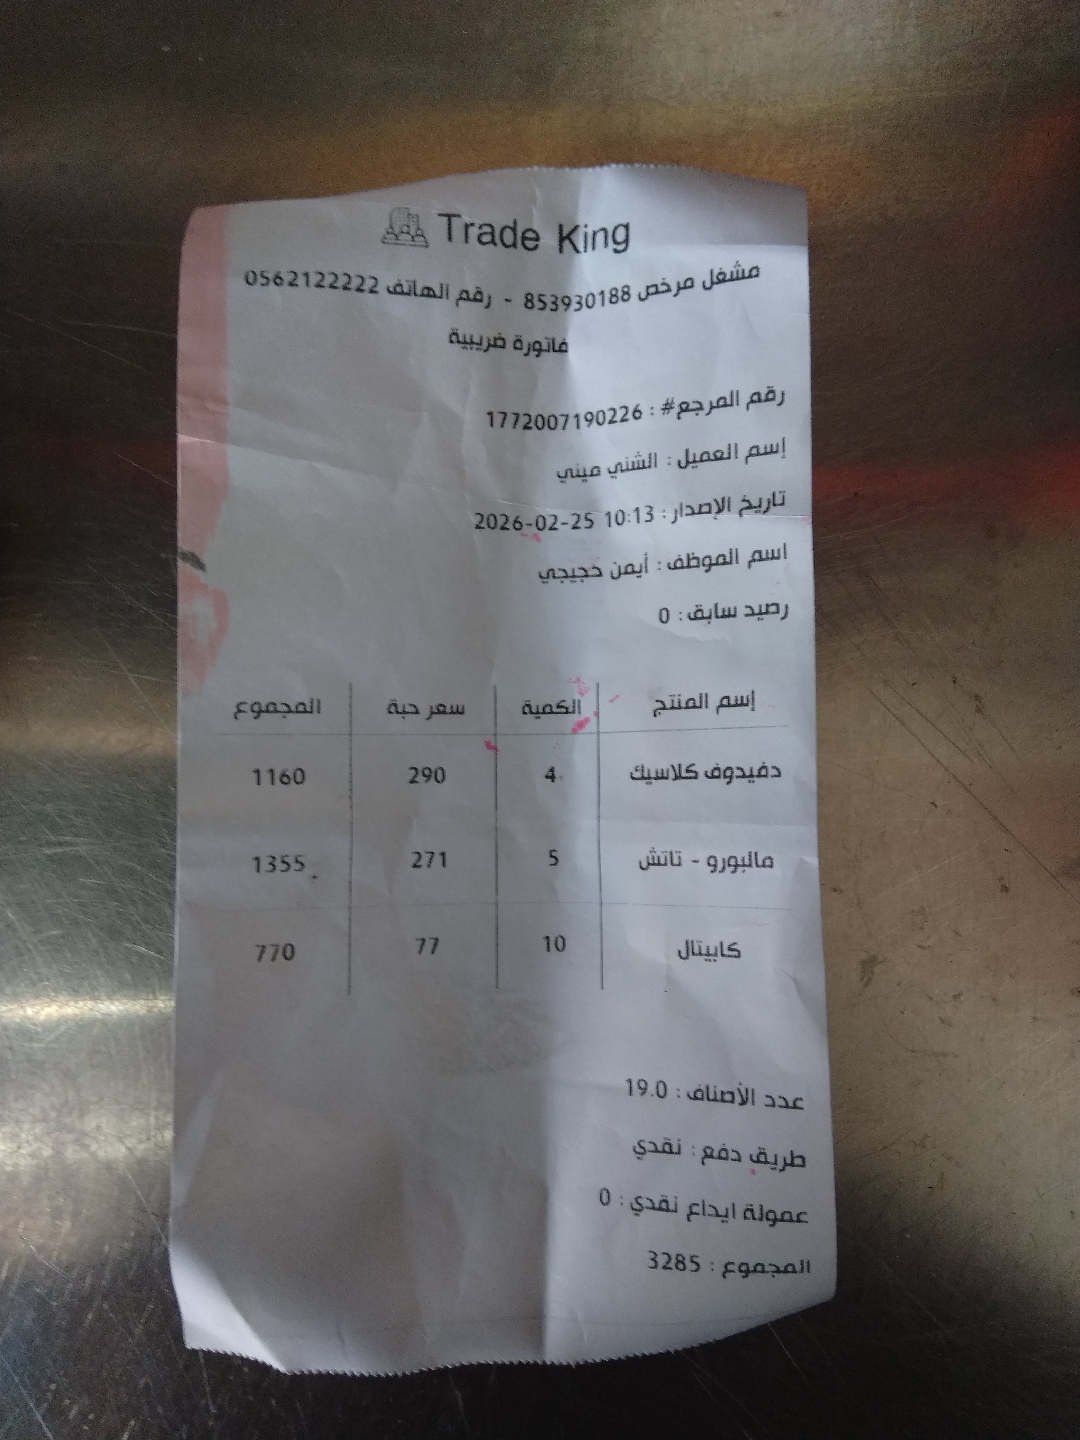 Trade King
مشغل مرخص 853930188 - رقم الهاتف 0562122222
فاتورة ضريبية
رقم المرجع# : 1772007190226
إسم العميل : الشني ميني
تاريخ الإصدار : 2026-02-25 10:13
اسم الموظف : أيمن حجيجي
رصيد سابق : 0
إسم المنتج الكمية سعر حبة المجموع
دفيدوف كلاسيك 4 290 1160
مالبورو - تاتش 5 271 1355
كابيتال 10 77 770
عدد الأصناف : 19.0
طريق دفع : نقدي
عمولة ايداع نقدي : 0
المجموع : 3285